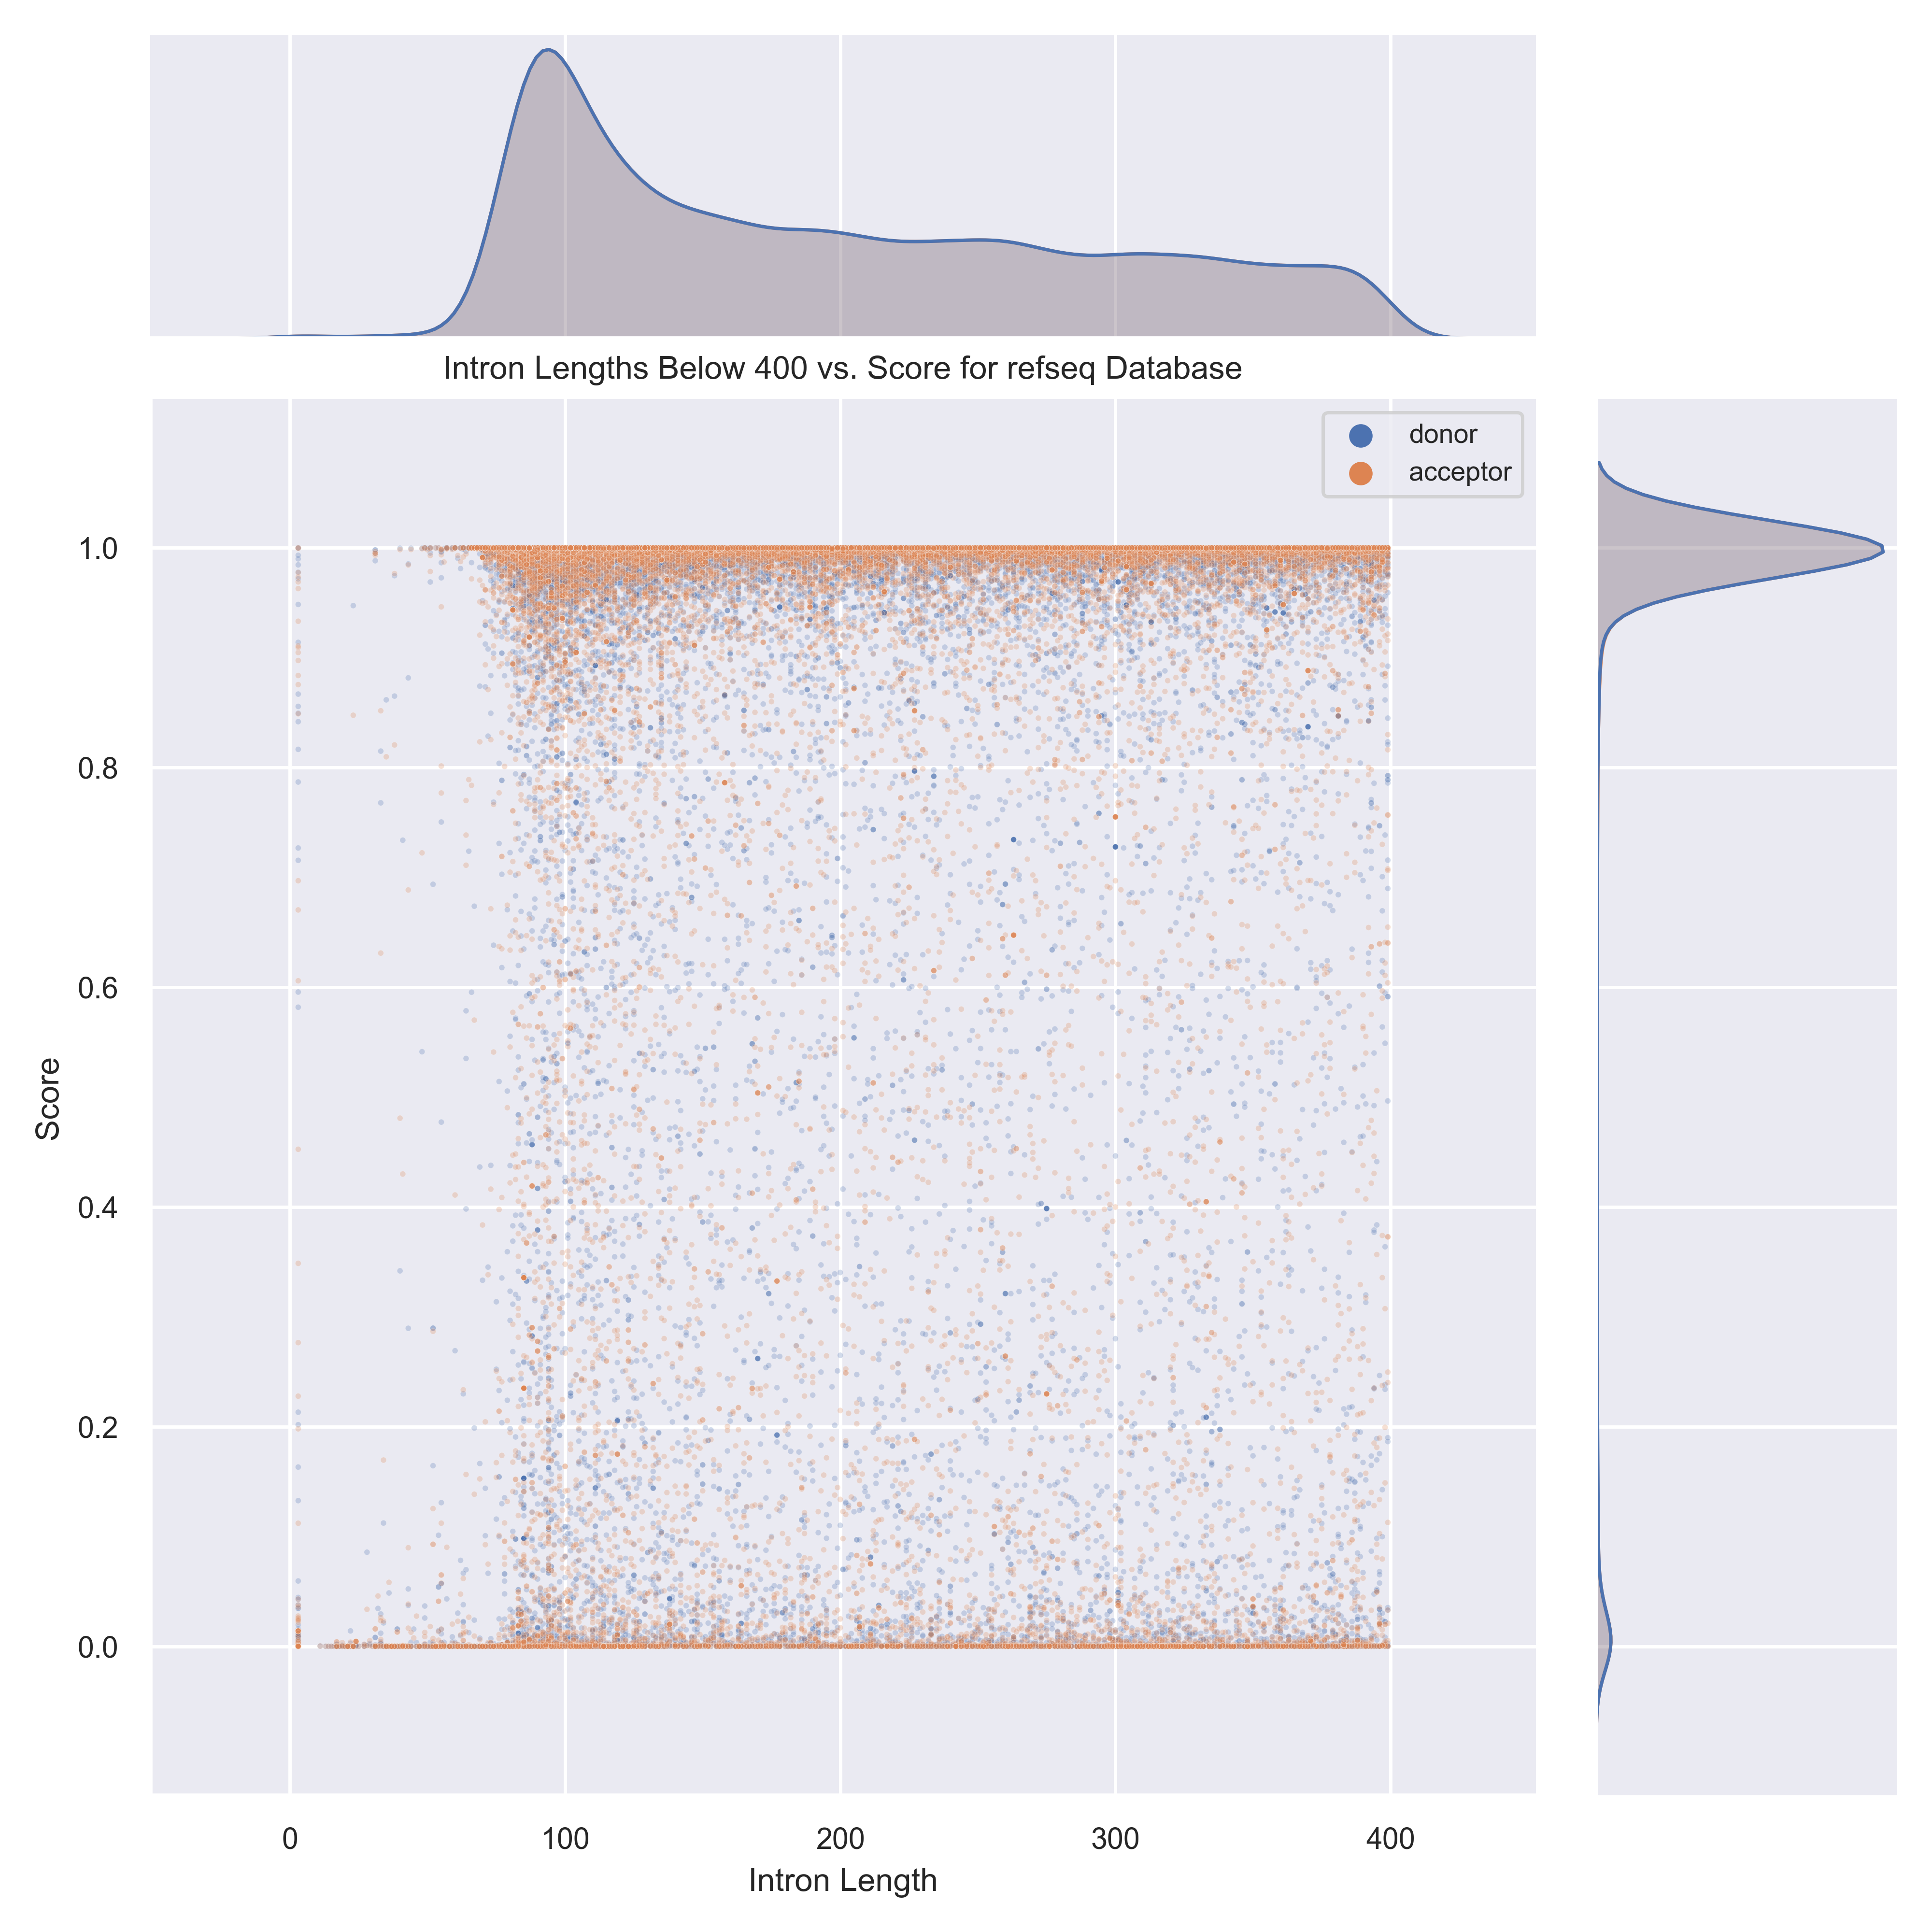 Intron Lengths Below 400 vs. Score for refseq Database
donor
acceptor
1.0
0.8
0.6
0.4
0.2
0.0
Score
0 100 200 300 400
Intron Length